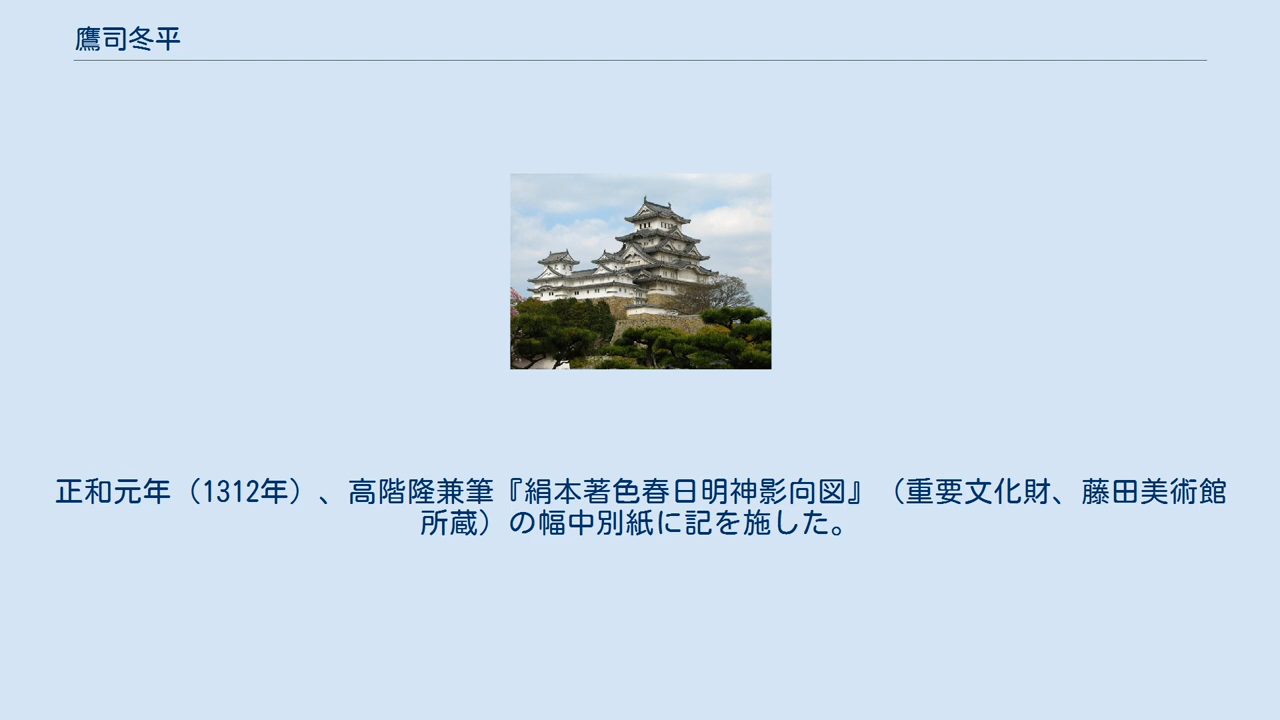 鷹司冬平
正和元年（1312年）、高階隆兼筆『絹本著色春日明神影向図』（重要文化財、藤田美術館
所蔵）の幅中別紙に記を施した。